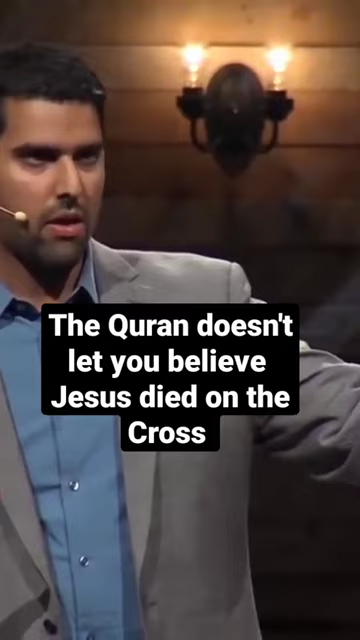 The Quran doesn't
let you believe
Jesus died on the
Cross